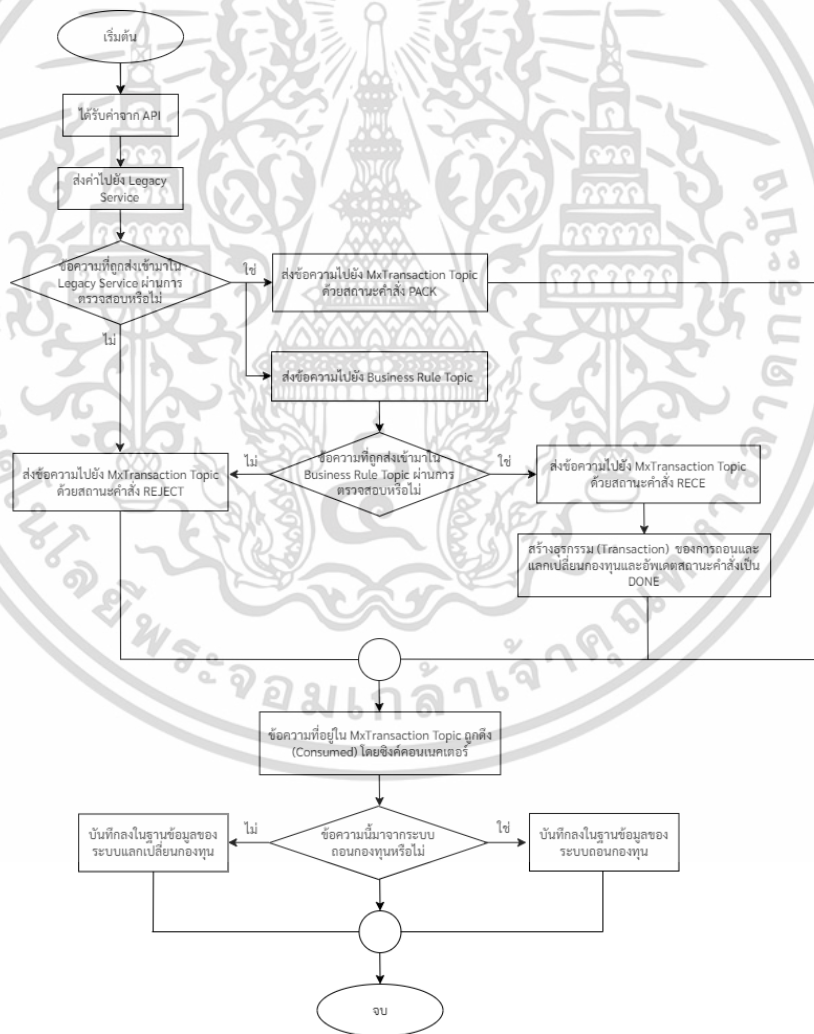 เริ่มต้น
ได้รับค่าจาก API
ส่งค่าไปยัง Legacy
Service
ข้อความที่ถูกส่งเข้ามาใน
Legacy Service ผ่านการ
ตรวจสอบหรือไม่
ใช่
ส่งข้อความไปยัง MxTransaction Topic
ด้วยสถานะคำสั่ง PACK
ไม่
ส่งข้อความไปยัง Business Rule Topic
ส่งข้อความไปยัง MxTransaction Topic
ด้วยสถานะคำสั่ง REJECT
ไม่
ข้อความที่ถูกส่งเข้ามาใน
Business Rule Topic ผ่านการ
ตรวจสอบหรือไม่
ใช่
ส่งข้อความไปยัง MxTransaction Topic
ด้วยสถานะคำสั่ง RECE
สร้างธุรกรรม (Transaction) ของการถอนและ
แลกเปลี่ยนกองทุนและอัพเดตสถานะคำสั่งเป็น
DONE
ข้อความที่อยู่ใน MxTransaction Topic ถูกดึง
(Consumed) โดยซิงค์คอนเนคเตอร์
บันทึกลงในฐานข้อมูลของ
ระบบแลกเปลี่ยนกองทุน
ไม่
ข้อความนี้มาจากระบบ
ถอนกองทุนหรือไม่
ใช่
บันทึกลงในฐานข้อมูลของ
ระบบถอนกองทุน
จบ